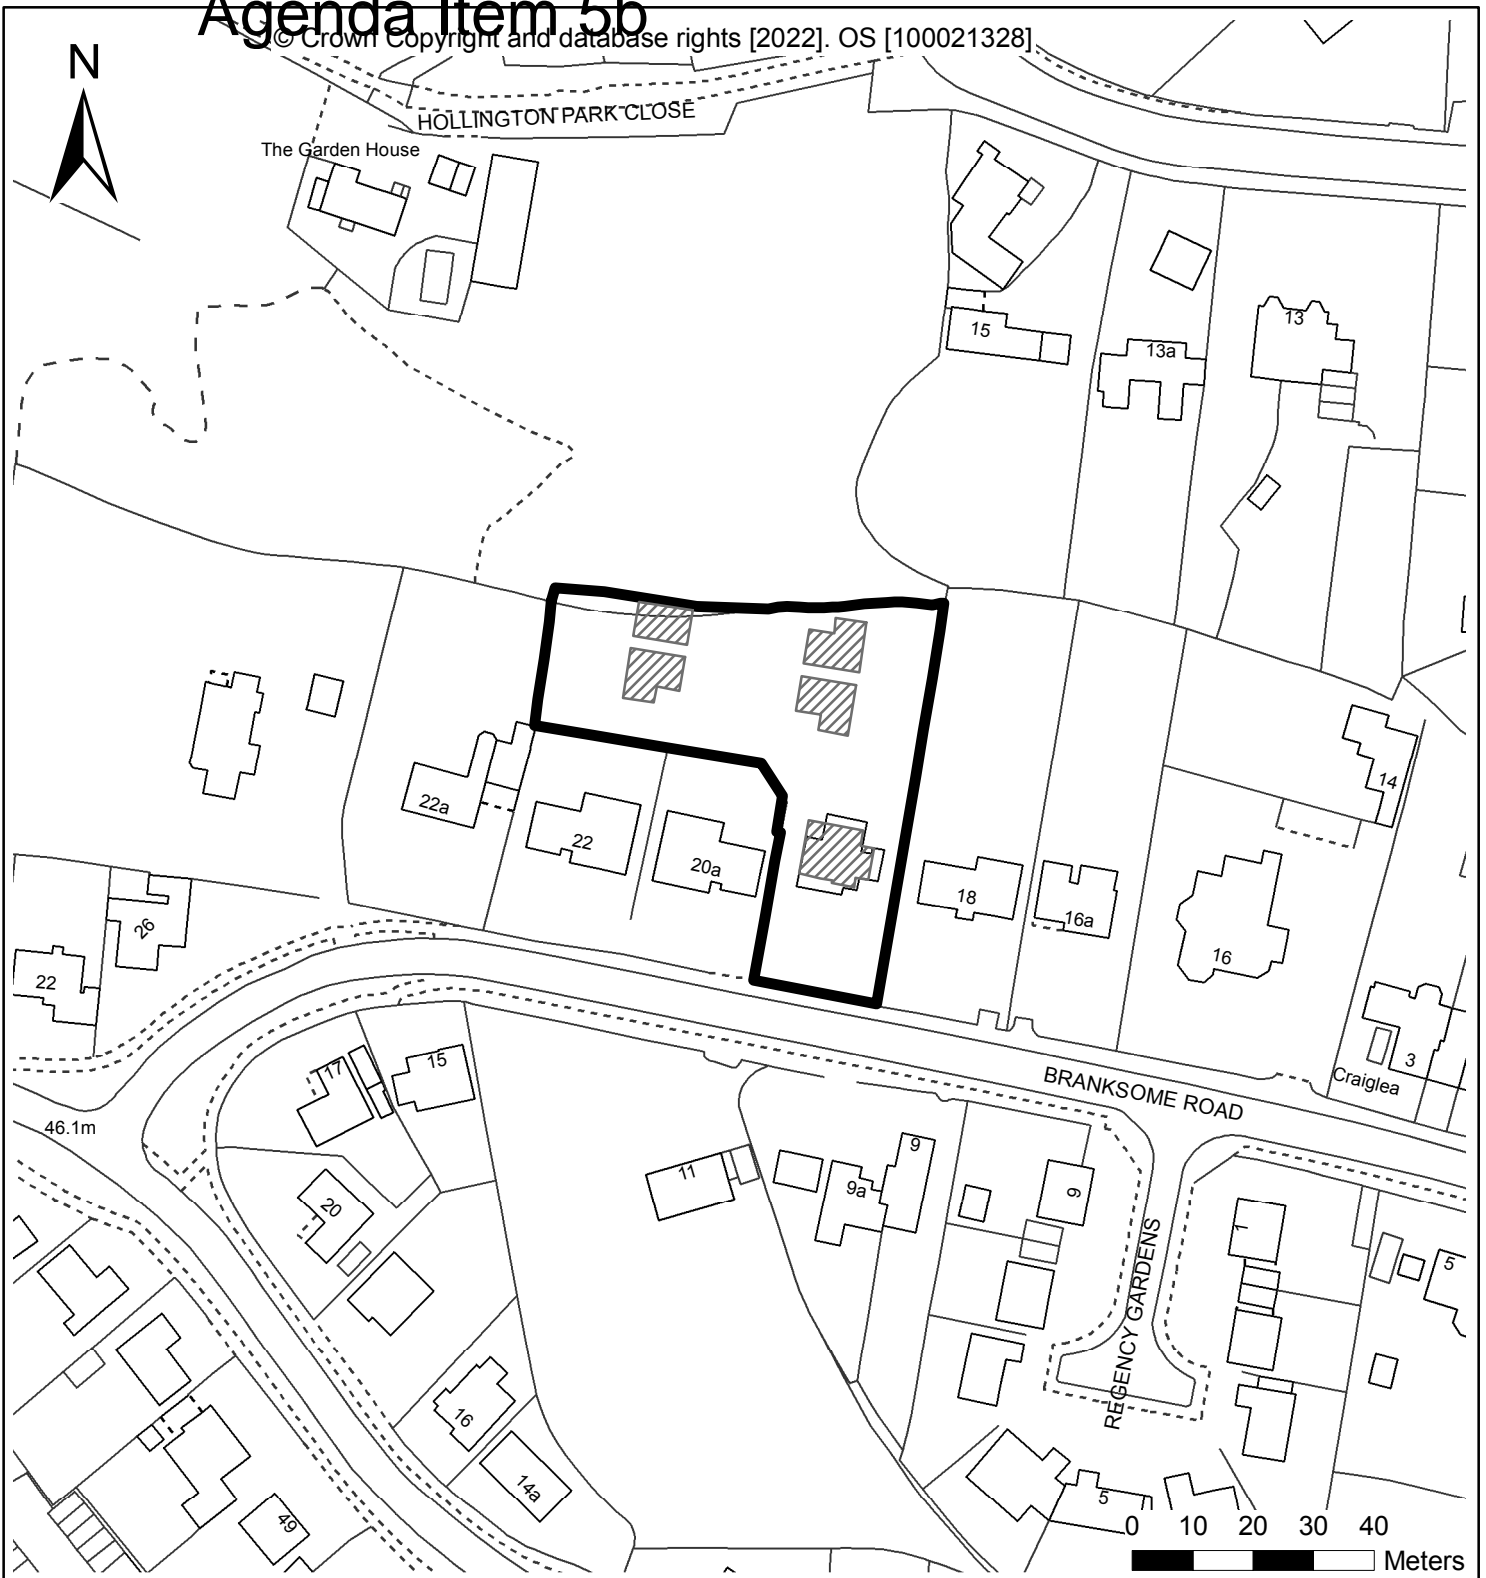 Agenda Item 5b
© Crown Copyright and database rights [2022]. OS [100021328]
N
HOLLINGTON PARK CLOSE
The Garden House
15
13a
13
14
22a
22
20a
18
16a
16
26
22
3
Craiglea
BRANKSOME ROAD
17
15
46.1m
11
9a
9
9
20
1
5
REGENCY GARDENS
16
14a
49
5
0 10 20 30 40
Meters